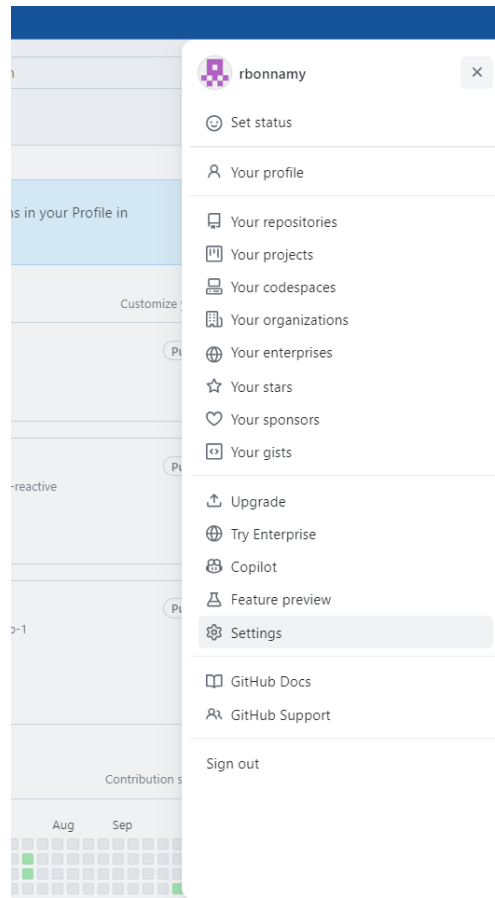 rbonnamy
Set status
Your profile
ns in your Profile in
Your repositories
Your projects
Your codespaces
Customize
Your organizations
Your enterprises
Your stars
Your sponsors
Your gists
-reactive
Upgrade
Try Enterprise
Copilot
Feature preview
Settings
GitHub Docs
GitHub Support
Sign out
Contribution s
Aug Sep